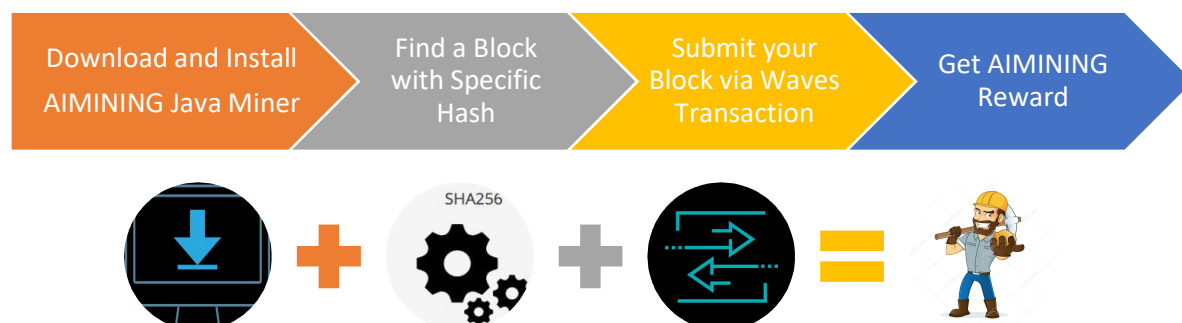 Download and Install
AIMINING Java Miner
Find a Block
with Specific
Hash
Submit your
Block via Waves
Transaction
Get AIMINING
Reward
SHA256